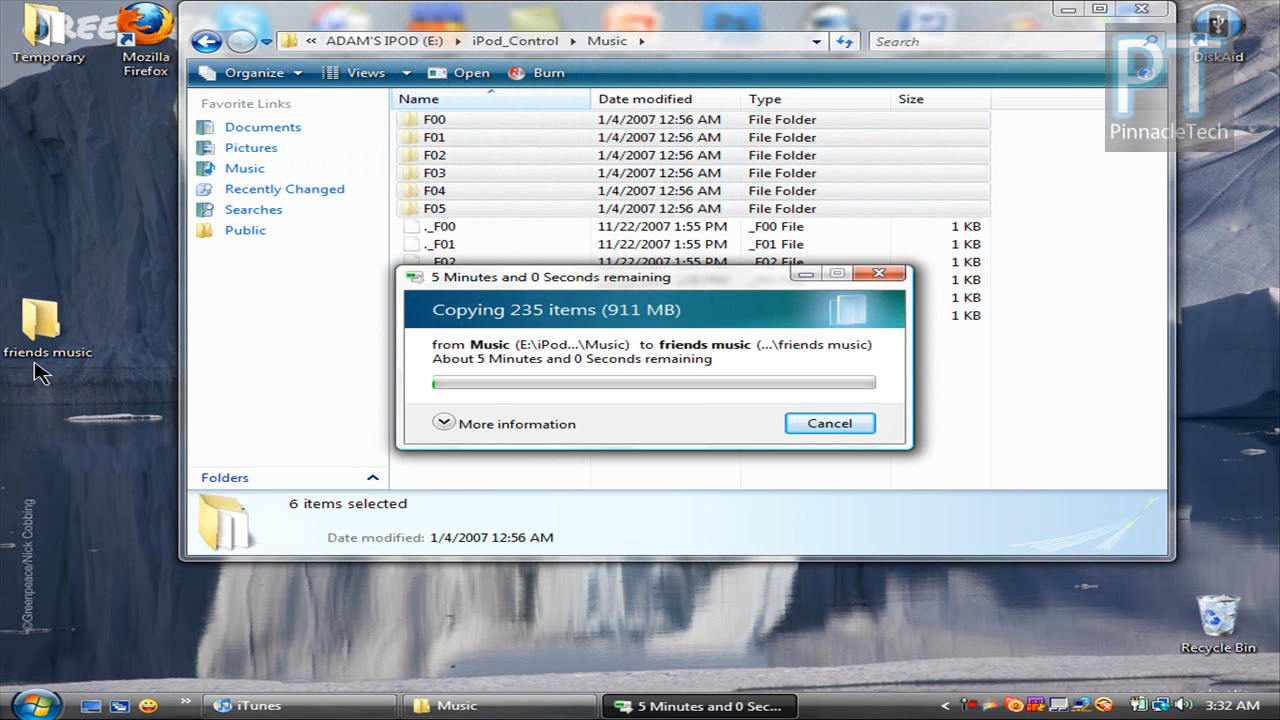 Temporary
Mozilla
Firefox
« ADAM'S IPOD (E:) iPod_Control Music
Search
DiskAid
Organize Views Open Burn
PT
PinnacleTech
Favorite Links
Documents
Pictures
Music
Recently Changed
Searches
Public
Folders
Name Date modified Type Size
F00 1/4/2007 12:56 AM File Folder
F01 1/4/2007 12:56 AM File Folder
F02 1/4/2007 12:56 AM File Folder
F03 1/4/2007 12:56 AM File Folder
F04 1/4/2007 12:56 AM File Folder
F05 1/4/2007 12:56 AM File Folder
._F00 11/22/2007 1:55 PM _F00 File 1 KB
._F01 11/22/2007 1:55 PM _F01 File 1 KB
._F02 11/22/2007 1:55 PM _F02 File 1 KB
1 KB
1 KB
1 KB
5 Minutes and 0 Seconds remaining
Copying 235 items (911 MB)
from Music (E:\iPod...\Music) to friends music (...\friends music)
About 5 Minutes and 0 Seconds remaining
More information
Cancel
friends music
6 items selected
Date modified: 1/4/2007 12:56 AM
©Greenpeace/Nick Cobbing
Recycle Bin
iTunes
Music
5 Minutes and 0 Sec...
3:32 AM